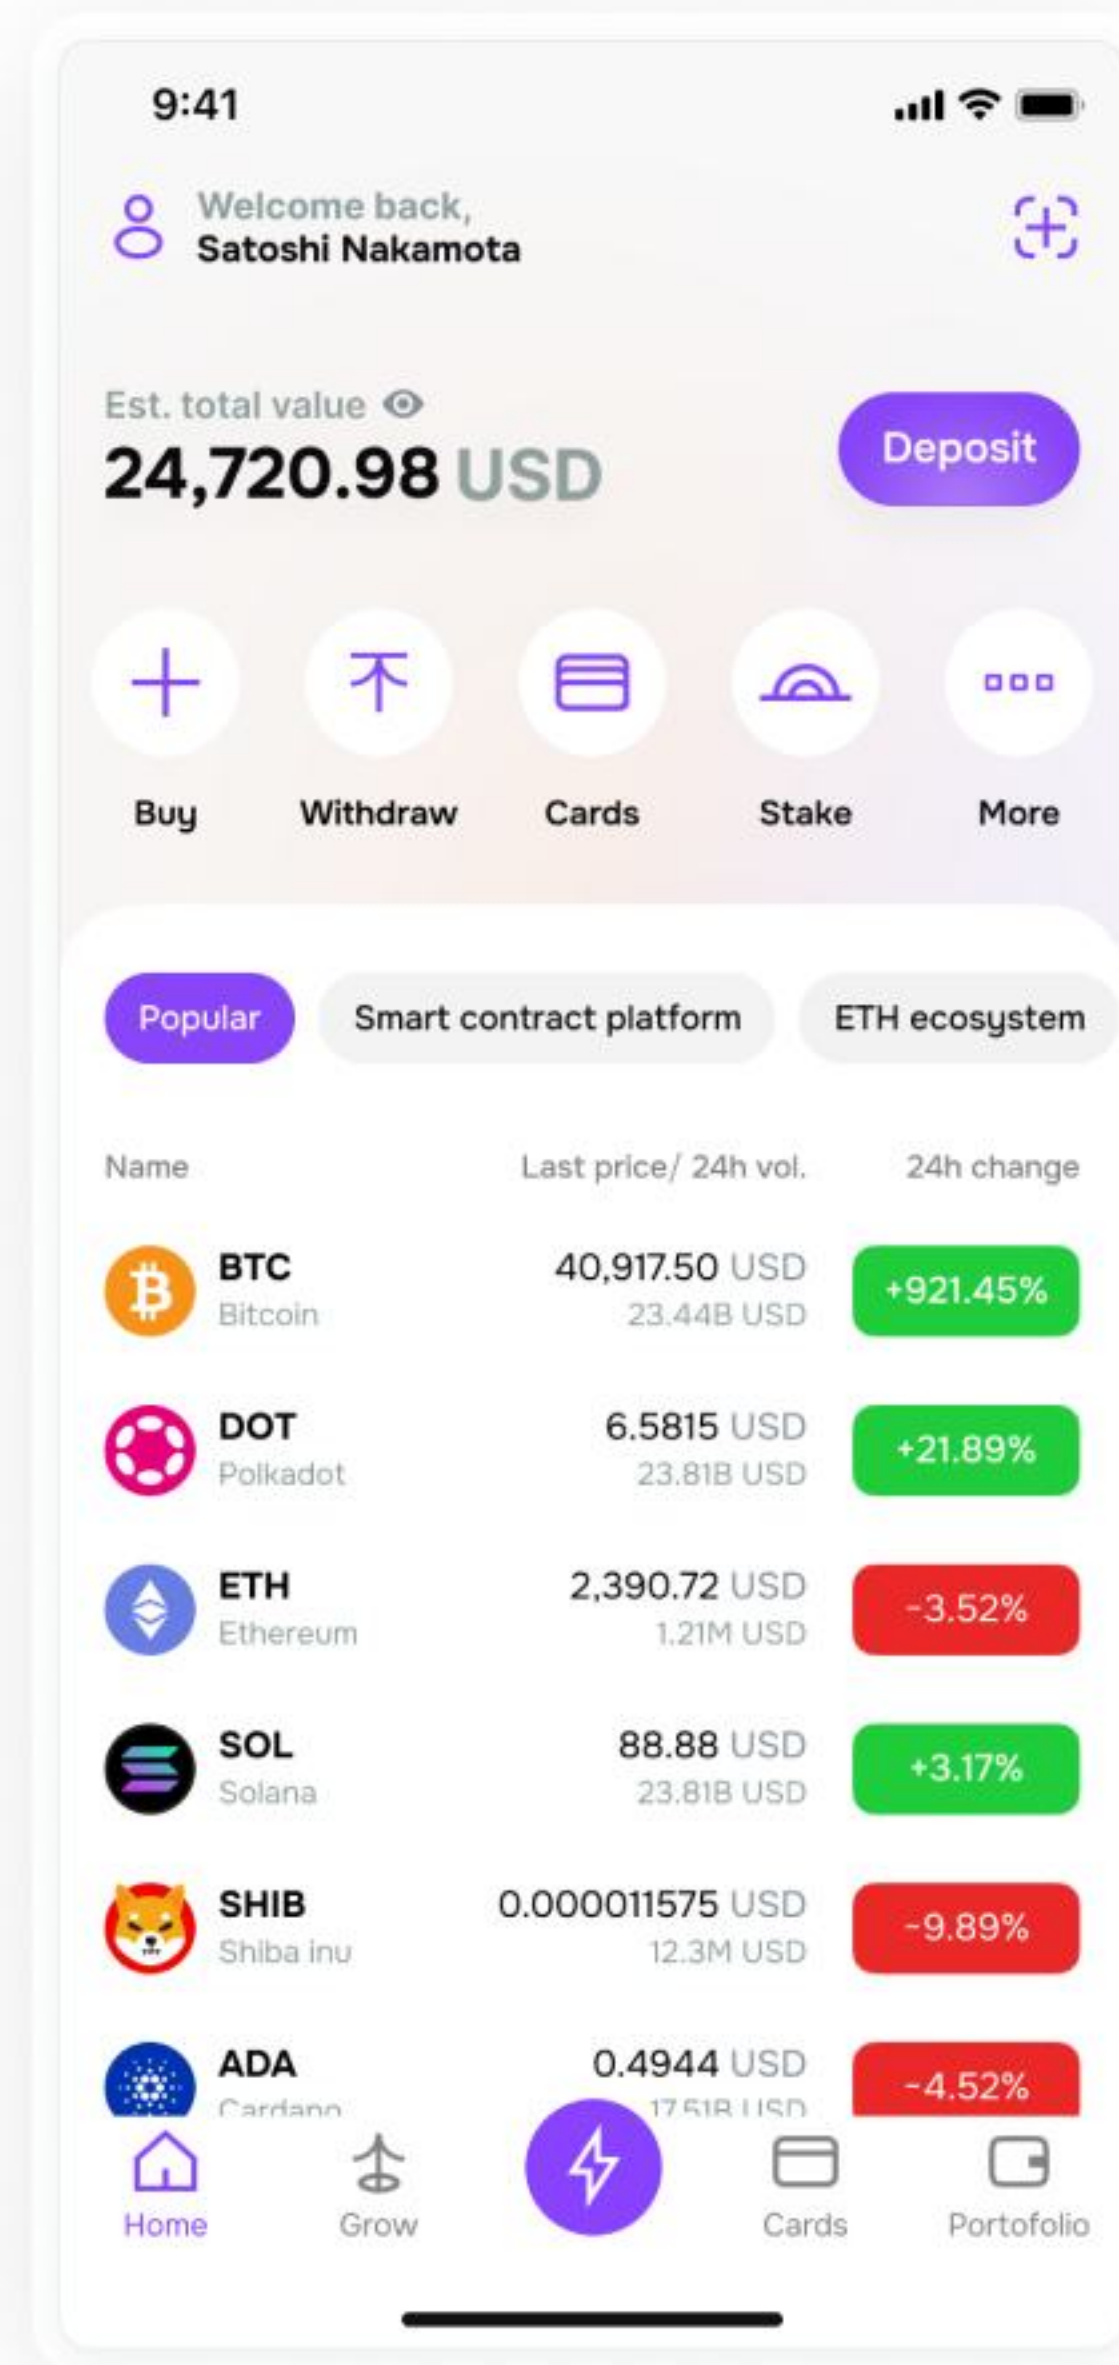 9:41
Welcome back,
Satoshi Nakamota
Est. total value
24,720.98 USD
Deposit
Buy
Withdraw
Cards
Stake
More
Popular
Smart contract platform
ETH ecosystem
Name
Last price/ 24h vol.
24h change
BTC
40,917.50 USD
+921.45%
Bitcoin
23.44B USD
DOT
6.5815 USD
+21.89%
Polkadot
23.81B USD
ETH
2,390.72 USD
-3.52%
Ethereum
1.21M USD
SOL
88.88 USD
+3.17%
Solana
23.81B USD
SHIB
0.000011575 USD
-9.89%
Shiba inu
12.3M USD
ADA
0.4944 USD
-4.52%
Cardano
17.51B USD
Home
Grow
Cards
Portofolio